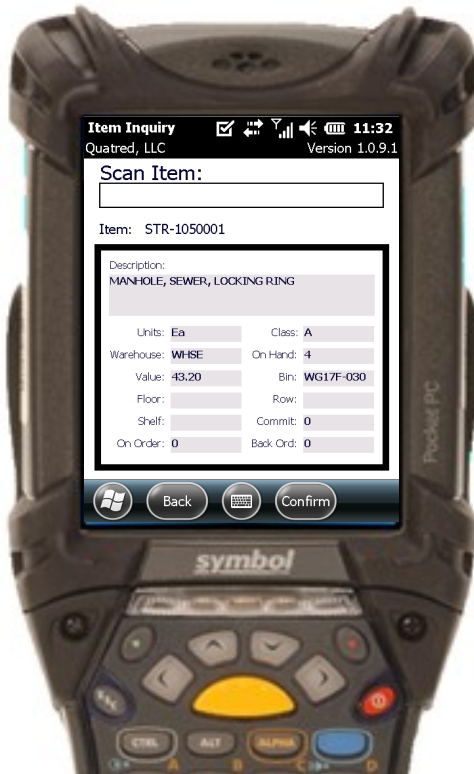 Item Inquiry 11:32
Quatred, LLC Version 1.0.9.1
Scan Item:
Item: STR-1050001
Description:
MANHOLE, SEWER, LOCKING RING
Units: Ea Class: A
Warehouse: WHSE On Hand: 4
Value: 43.20 Bin: WG17F-030
Floor: Row:
Shelf: Commit: 0
On Order: 0 Back Ord: 0
Back Confirm
Pocket PC
symbol
ESC
CTRL ALT ALPHA
A B C D